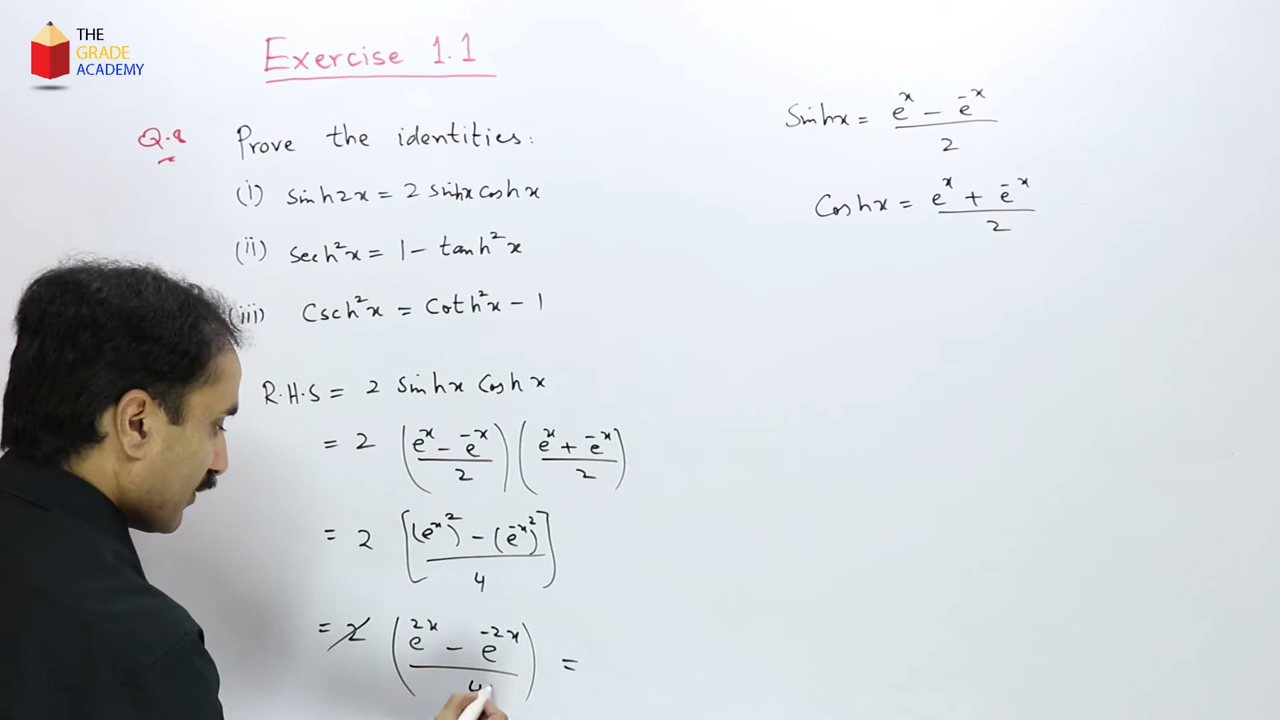 THE
GRADE
ACADEMY
Exercise 1.1
Q.8 Prove the identities:
(i) Sinh2x = 2 Sinhx Coshx
(ii) Sech²x = 1 - tanh²x
(iii) Csch²x = Coth²x - 1
R.H.S = 2 Sinhx Coshx
= 2 ((eˣ - e⁻ˣ)/2) ((eˣ + e⁻ˣ)/2)
= 2 [((eˣ)² - (e⁻ˣ)²)/4]
= 2 ((e²ˣ - e⁻²ˣ)/4) =
Sinhx = (eˣ - e⁻ˣ)/2
Coshx = (eˣ + e⁻ˣ)/2